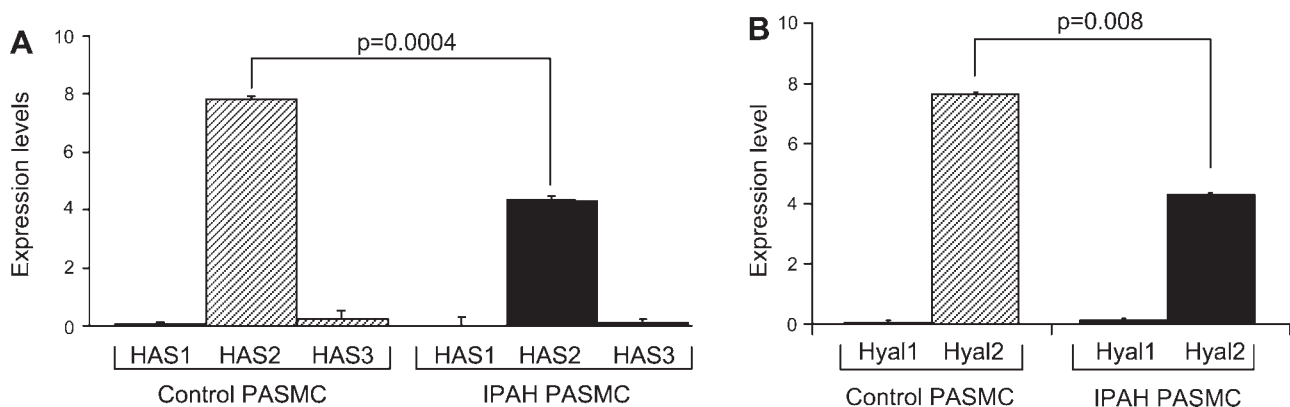 A
p=0.0004
Expression levels
10
8
6
4
2
0
HAS1 HAS2 HAS3 HAS1 HAS2 HAS3
Control PASMC IPAH PASMC
B
p=0.008
Expression level
10
8
6
4
2
0
Hyal1 Hyal2 Hyal1 Hyal2
Control PASMC IPAH PASMC